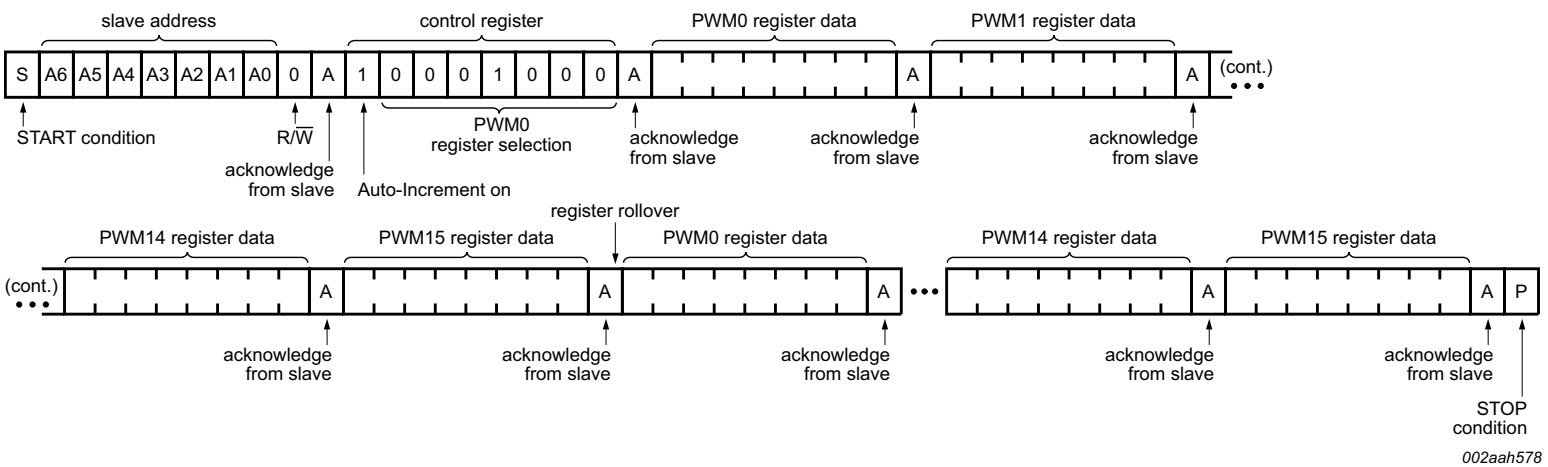 slave address control register PWM0 register data PWM1 register data
S A6 A5 A4 A3 A2 A1 A0 0 A 1 0 0 0 1 0 0 0 A A A (cont.)
START condition R/W̅ PWM0 acknowledge acknowledge acknowledge
register selection from slave from slave from slave
acknowledge
from slave Auto-Increment on
register rollover
PWM14 register data PWM15 register data PWM0 register data PWM14 register data PWM15 register data
(cont.) A A A A A P
acknowledge acknowledge acknowledge acknowledge acknowledge
from slave from slave from slave from slave from slave
STOP
condition
002aah578